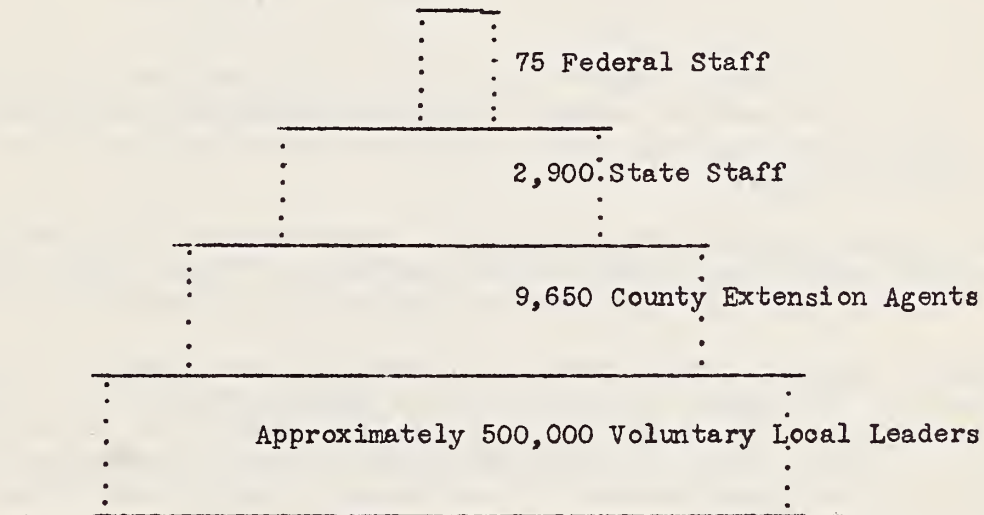 75 Federal Staff
2,900 State Staff
9,650 County Extension Agents
Approximately 500,000 Voluntary Local Leaders